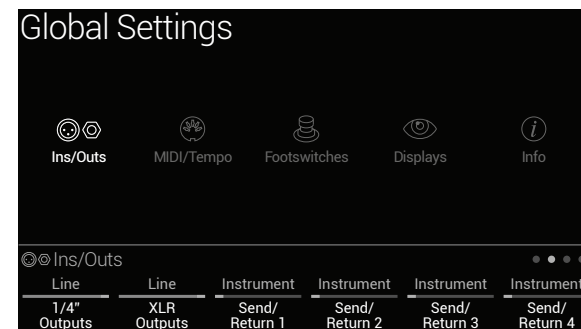 Global Settings
Ins/Outs MIDI/Tempo Footswitches Displays Info
Ins/Outs
Line Line Instrument Instrument Instrument Instrument
1/4" XLR Send/ Send/ Send/ Send/
Outputs Outputs Return 1 Return 2 Return 3 Return 4